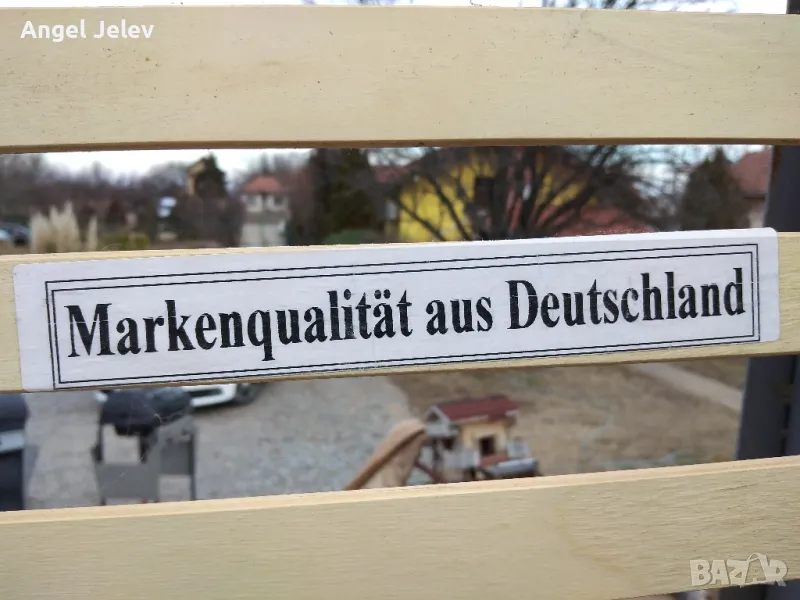 Angel Jelev
Markenqualität aus Deutschland
BAZAR